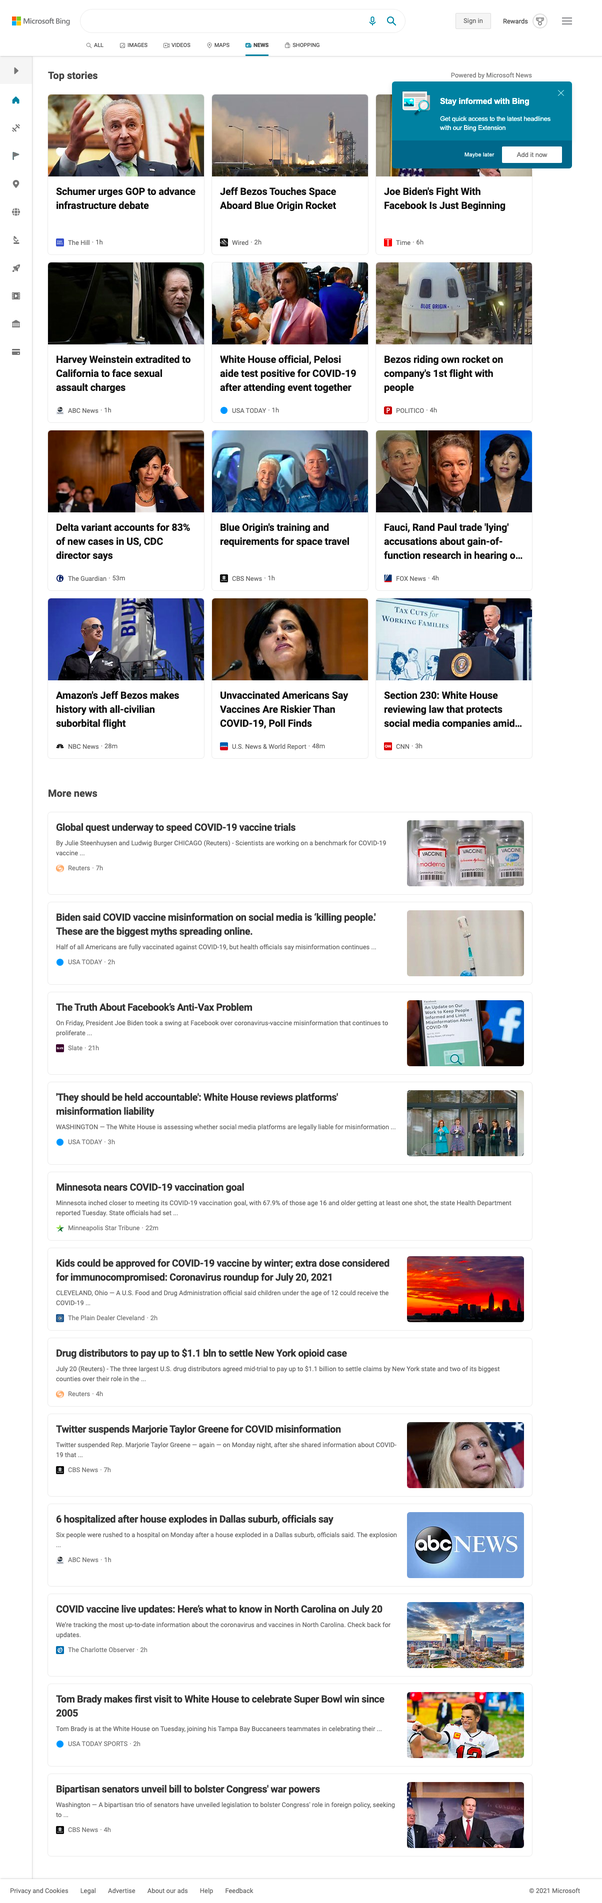 Microsoft Bing
Sign in
Rewards
ALL
IMAGES
VIDEOS
MAPS
NEWS
SHOPPING
Top stories
Powered by Microsoft News
Stay informed with Bing
Get quick access to the latest headlines
with our Bing Extension
Maybe later
Add it now
Schumer urges GOP to advance
infrastructure debate
The Hill · 1h
Jeff Bezos Touches Space
Aboard Blue Origin Rocket
Wired · 2h
Joe Biden's Fight With
Facebook Is Just Beginning
Time · 6h
BLUE ORIGIN
Harvey Weinstein extradited to
California to face sexual
assault charges
ABC News · 1h
White House official, Pelosi
aide test positive for COVID-19
after attending event together
USA TODAY · 1h
Bezos riding own rocket on
company's 1st flight with
people
POLITICO · 4h
Delta variant accounts for 83%
of new cases in US, CDC
director says
The Guardian · 53m
Blue Origin's training and
requirements for space travel
CBS News · 1h
Fauci, Rand Paul trade 'lying'
accusations about gain-of-
function research in hearing o...
FOX News · 4h
BLUE
TAX CUTS for
WORKING FAMILIES
Amazon's Jeff Bezos makes
history with all-civilian
suborbital flight
NBC News · 28m
Unvaccinated Americans Say
Vaccines Are Riskier Than
COVID-19, Poll Finds
U.S. News & World Report · 48m
Section 230: White House
reviewing law that protects
social media companies amid...
CNN · 3h
More news
Global quest underway to speed COVID-19 vaccine trials
By Julie Steenhuysen and Ludwig Burger CHICAGO (Reuters) - Scientists are working on a benchmark for COVID-19
vaccine ...
Reuters · 7h
VACCINE
moderna
VACCINE
VACCINE
Pfizer
Biden said COVID vaccine misinformation on social media is 'killing people.'
These are the biggest myths spreading online.
Half of all Americans are fully vaccinated against COVID-19, but health officials say misinformation continues ...
USA TODAY · 2h
The Truth About Facebook's Anti-Vax Problem
On Friday, President Joe Biden took a swing at Facebook over coronavirus-vaccine misinformation that continues to
proliferate ...
Slate · 21h
An Update on Our
Work to Keep People
Informed and Limit
Misinformation About
COVID-19
f
'They should be held accountable': White House reviews platforms'
misinformation liability
WASHINGTON — The White House is assessing whether social media platforms are legally liable for misinformation ...
USA TODAY · 3h
Minnesota nears COVID-19 vaccination goal
Minnesota inched closer to meeting its COVID-19 vaccination goal, with 67.9% of those age 16 and older getting at least one shot, the state Health Department
reported Tuesday. State officials had set ...
Minneapolis Star Tribune · 22m
Kids could be approved for COVID-19 vaccine by winter; extra dose considered
for immunocompromised: Coronavirus roundup for July 20, 2021
CLEVELAND, Ohio — A U.S. Food and Drug Administration official said children under the age of 12 could receive the
COVID-19 ...
The Plain Dealer Cleveland · 2h
Drug distributors to pay up to $1.1 bln to settle New York opioid case
July 20 (Reuters) - The three largest U.S. drug distributors agreed mid-trial to pay up to $1.1 billion to settle claims by New York state and two of its biggest
counties over their role in the ...
Reuters · 4h
Twitter suspends Marjorie Taylor Greene for COVID misinformation
Twitter suspended Rep. Marjorie Taylor Greene — again — on Monday night, after she shared information about COVID-
19 that ...
CBS News · 7h
6 hospitalized after house explodes in Dallas suburb, officials say
Six people were rushed to a hospital on Monday after a house exploded in a Dallas suburb, officials said. The explosion
...
ABC News · 1h
abc NEWS
COVID vaccine live updates: Here's what to know in North Carolina on July 20
We're tracking the most up-to-date information about the coronavirus and vaccines in North Carolina. Check back for
updates.
The Charlotte Observer · 2h
Tom Brady makes first visit to White House to celebrate Super Bowl win since
2005
Tom Brady is at the White House on Tuesday, joining his Tampa Bay Buccaneers teammates in celebrating their ...
USA TODAY SPORTS · 2h
12
Bipartisan senators unveil bill to bolster Congress' war powers
Washington — A bipartisan trio of senators have unveiled legislation to bolster Congress' role in foreign policy, seeking
to ...
CBS News · 4h
Privacy and Cookies
Legal
Advertise
About our ads
Help
Feedback
© 2021 Microsoft